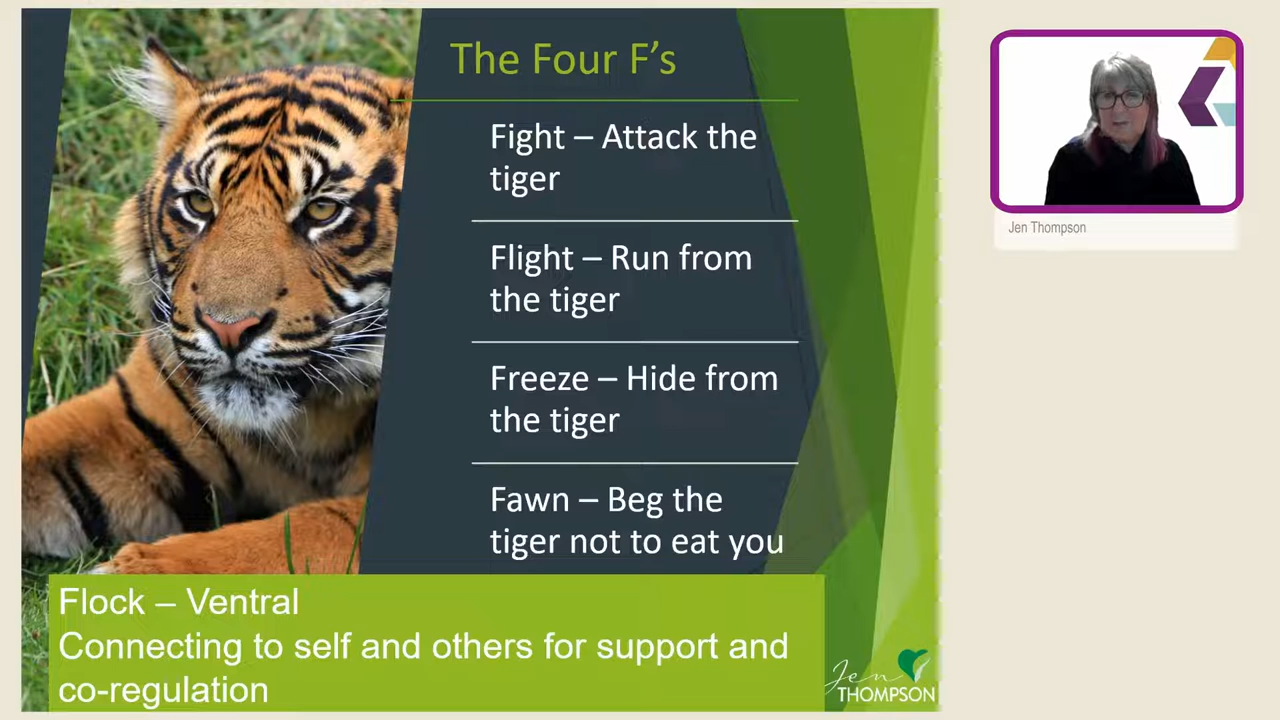 The Four F’s
Fight – Attack the
tiger
Flight – Run from
the tiger
Freeze – Hide from
the tiger
Fawn – Beg the
tiger not to eat you
Flock – Ventral
Connecting to self and others for support and
co-regulation
Jen
THOMPSON
Jen Thompson